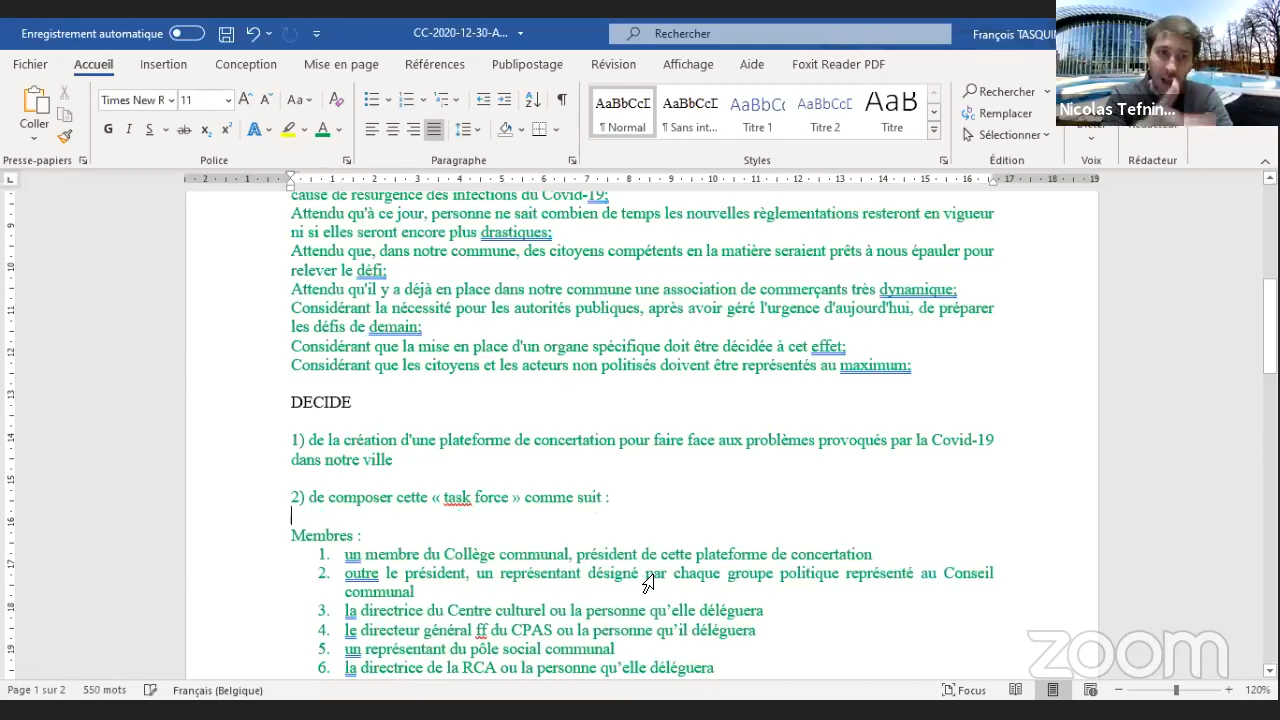 Enregistrement automatique CC-2020-12-30-A... Rechercher François TASQUI
Fichier Accueil Insertion Conception Mise en page Références Publipostage Révision Affichage Aide Foxit Reader PDF
Nicolas Tefnin...
Coller
Times New R 11
G I S ab x₂ x²
AaBbCcD AaBbCcD AaBbCc AaBbCcD AaB
¶ Normal ¶ Sans int... Titre 1 Titre 2 Titre
Rechercher
Remplacer
Sélectionner
Presse-papiers Police Paragraphe Styles Édition Voix Rédacteur
cause de résurgence des infections du Covid-19;
Attendu qu'à ce jour, personne ne sait combien de temps les nouvelles règlementations resteront en vigueur
ni si elles seront encore plus drastiques;
Attendu que, dans notre commune, des citoyens compétents en la matière seraient prêts à nous épauler pour
relever le défi;
Attendu qu'il y a déjà en place dans notre commune une association de commerçants très dynamique;
Considérant la nécessité pour les autorités publiques, après avoir géré l'urgence d'aujourd'hui, de préparer
les défis de demain;
Considérant que la mise en place d'un organe spécifique doit être décidée à cet effet;
Considérant que les citoyens et les acteurs non politisés doivent être représentés au maximum;
DECIDE
1) de la création d'une plateforme de concertation pour faire face aux problèmes provoqués par la Covid-19
dans notre ville
2) de composer cette « task force » comme suit :
Membres :
1. un membre du Collège communal, président de cette plateforme de concertation
2. outre le président, un représentant désigné par chaque groupe politique représenté au Conseil
communal
3. la directrice du Centre culturel ou la personne qu’elle déléguera
4. le directeur général ff du CPAS ou la personne qu’il déléguera
5. un représentant du pôle social communal
6. la directrice de la RCA ou la personne qu’elle déléguera
zoom
Page 1 sur 2 550 mots Français (Belgique) Focus 120%